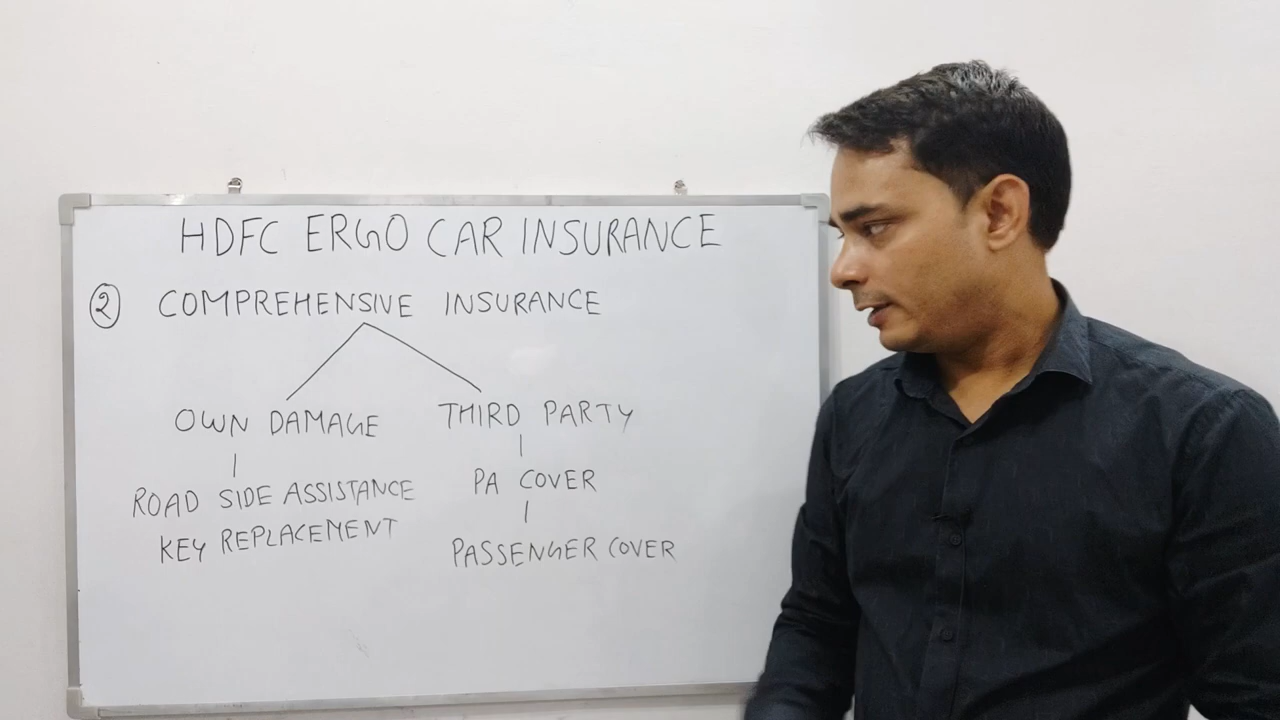 HDFC ERGO CAR INSURANCE
2 COMPREHENSIVE INSURANCE
OWN DAMAGE
ROAD SIDE ASSISTANCE
KEY REPLACEMENT
THIRD PARTY
PA COVER
PASSENGER COVER